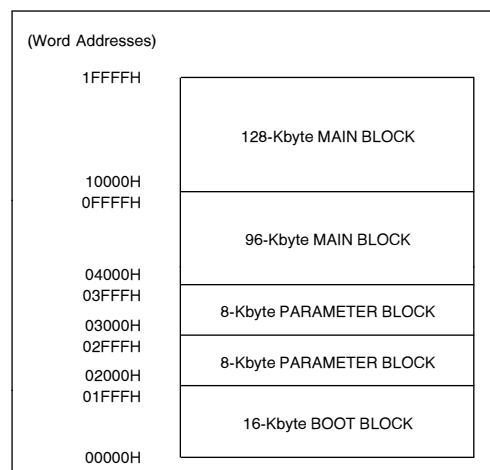 (Word Addresses)
1FFFFH
128-Kbyte MAIN BLOCK
10000H
0FFFFH
96-Kbyte MAIN BLOCK
04000H
03FFFH
8-Kbyte PARAMETER BLOCK
03000H
02FFFH
8-Kbyte PARAMETER BLOCK
02000H
01FFFH
16-Kbyte BOOT BLOCK
00000H